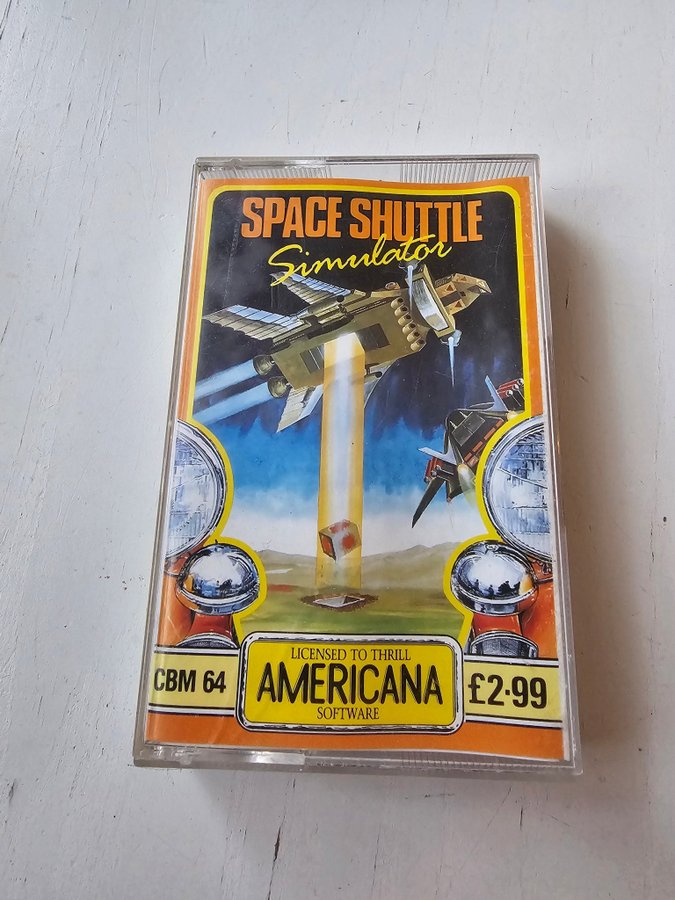 SPACE SHUTTLE
Simulator
LICENSED TO THRILL
CBM 64
AMERICANA
£2·99
SOFTWARE